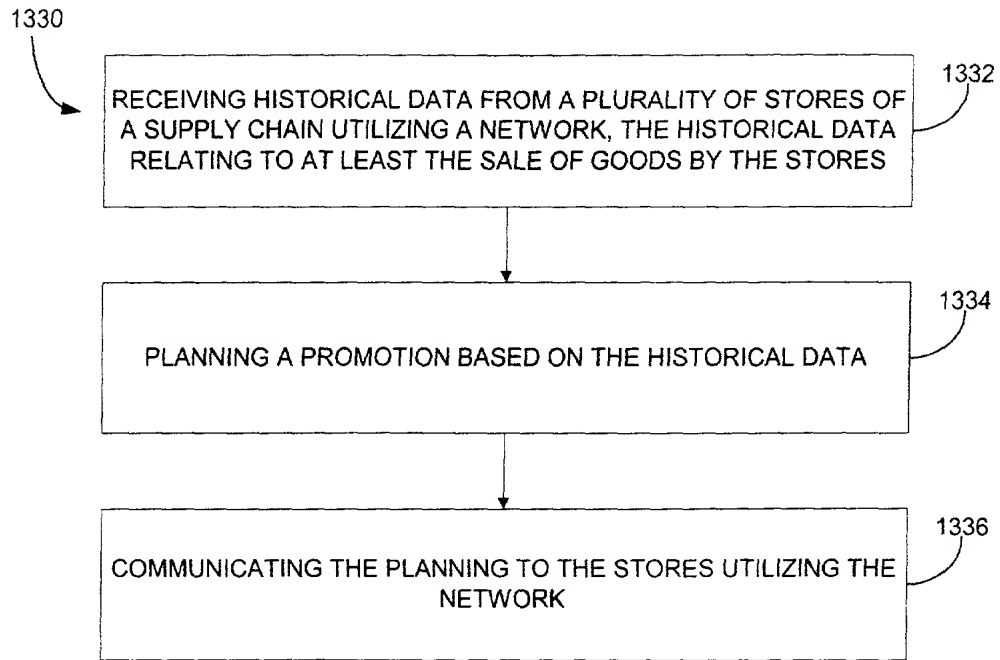 1330
1332
RECEIVING HISTORICAL DATA FROM A PLURALITY OF STORES OF
A SUPPLY CHAIN UTILIZING A NETWORK, THE HISTORICAL DATA
RELATING TO AT LEAST THE SALE OF GOODS BY THE STORES
1334
PLANNING A PROMOTION BASED ON THE HISTORICAL DATA
1336
COMMUNICATING THE PLANNING TO THE STORES UTILIZING THE
NETWORK